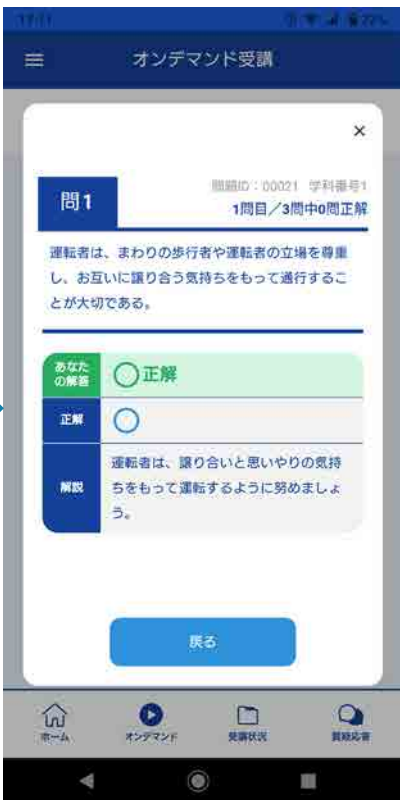 17:11
22%
オンデマンド受講
×
問1
問題ID：00021 学科番号1
1問目／3問中0問正解
運転者は、まわりの歩行者や運転者の立場を尊重
し、お互いに譲り合う気持ちをもって通行するこ
とが大切である。
あなた
の解答
◯正解
正解
◯
解説
運転者は、譲り合いと思いやりの気持
ちをもって運転するように努めましょ
う。
戻る
ホーム
オンデマンド
受講状況
質疑応答